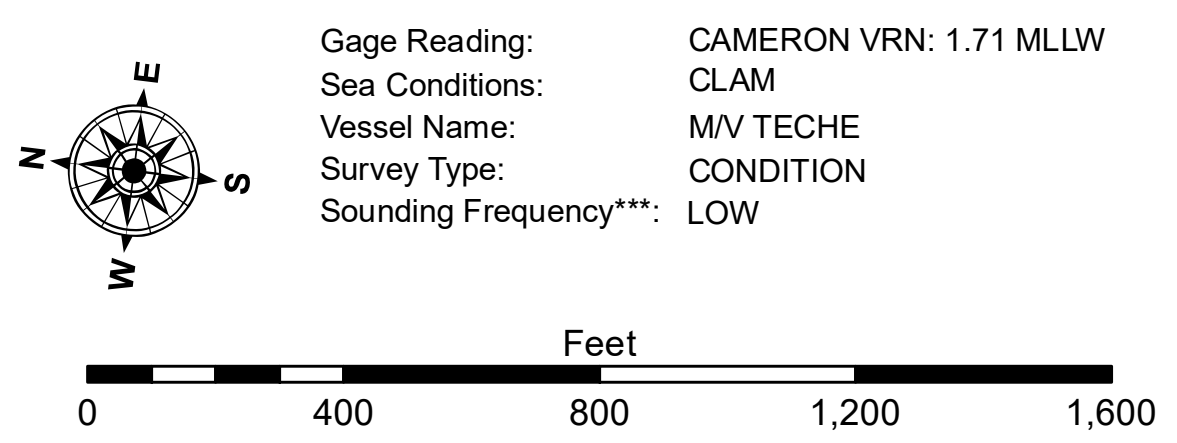 E
N
S
W
Gage Reading: CAMERON VRN: 1.71 MLLW
Sea Conditions: CLAM
Vessel Name: M/V TECHE
Survey Type: CONDITION
Sounding Frequency***: LOW
Feet
0 400 800 1,200 1,600